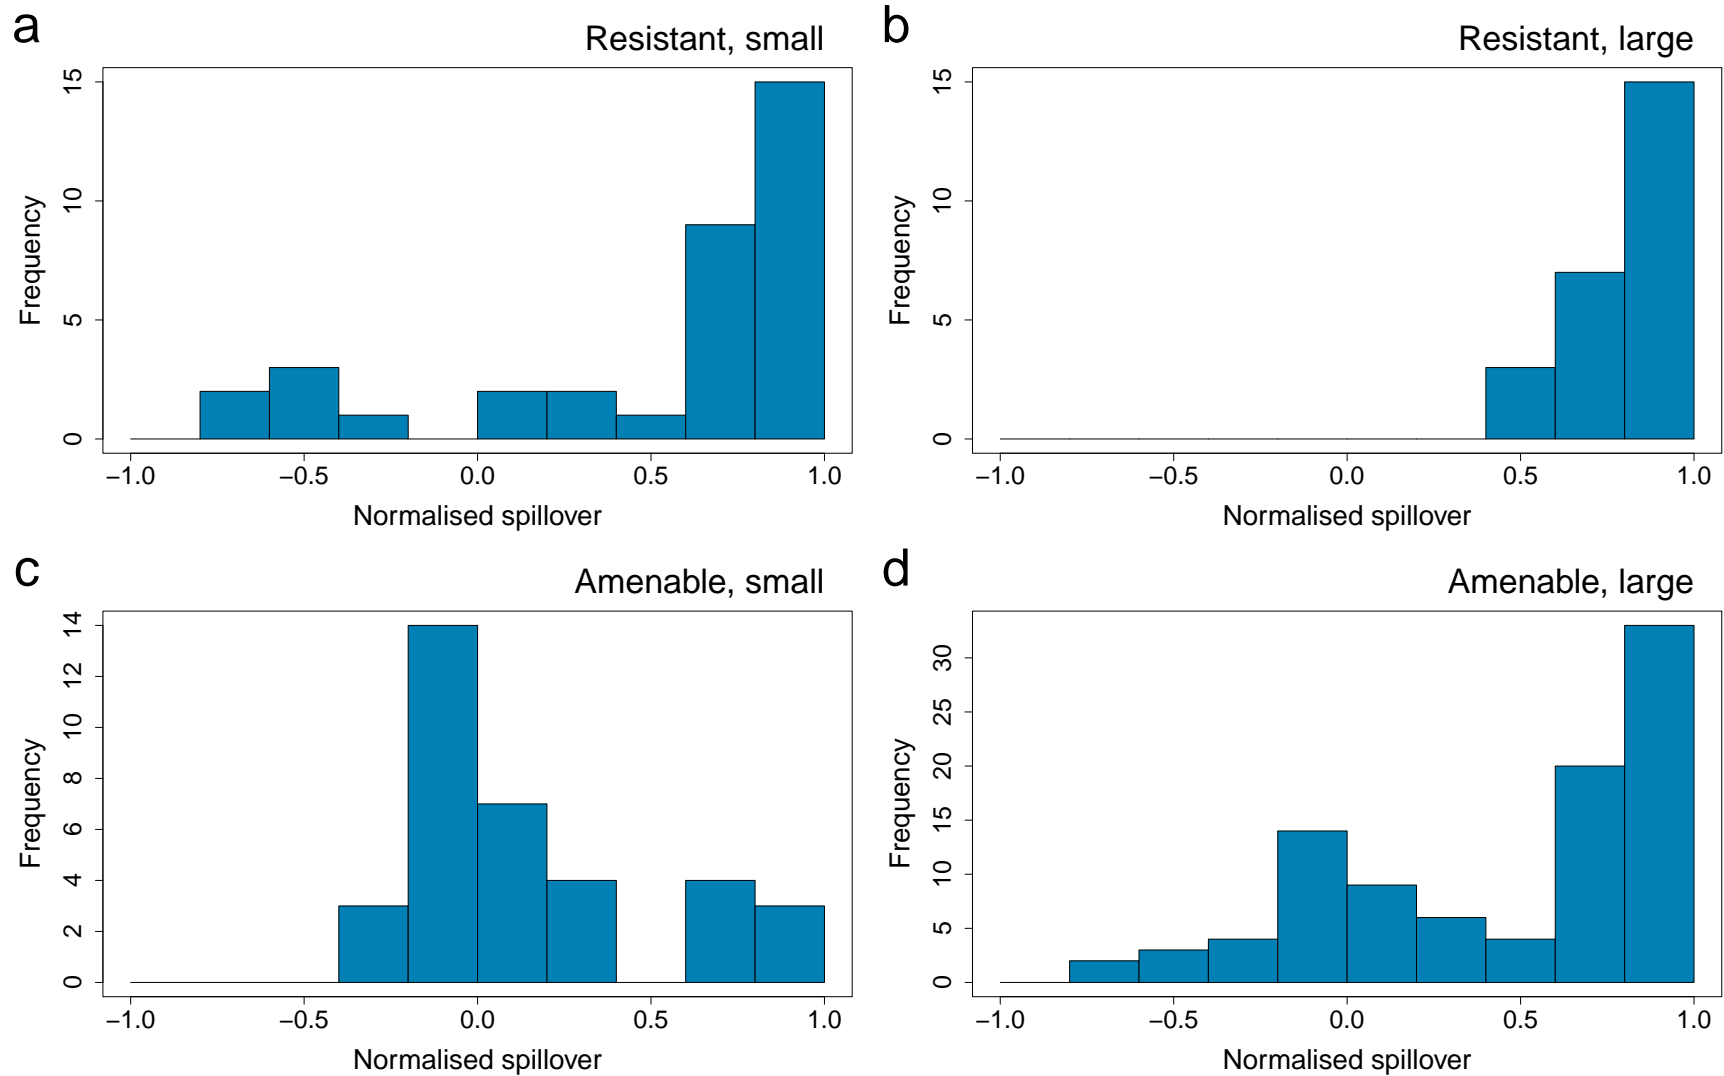 a
Resistant, small
Frequency
0
5
10
15
−1.0 −0.5 0.0 0.5 1.0
Normalised spillover
b
Resistant, large
Frequency
0
5
10
15
−1.0 −0.5 0.0 0.5 1.0
Normalised spillover
c
Amenable, small
Frequency
0
2
4
6
8
10
12
14
−1.0 −0.5 0.0 0.5 1.0
Normalised spillover
d
Amenable, large
Frequency
0
5
10
15
20
25
30
−1.0 −0.5 0.0 0.5 1.0
Normalised spillover